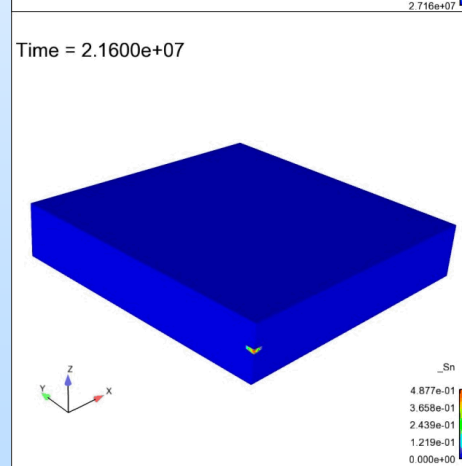 2.716e+07
Time = 2.1600e+07
Z
Y
X
_Sn
4.877e-01
3.658e-01
2.439e-01
1.219e-01
0.000e+00